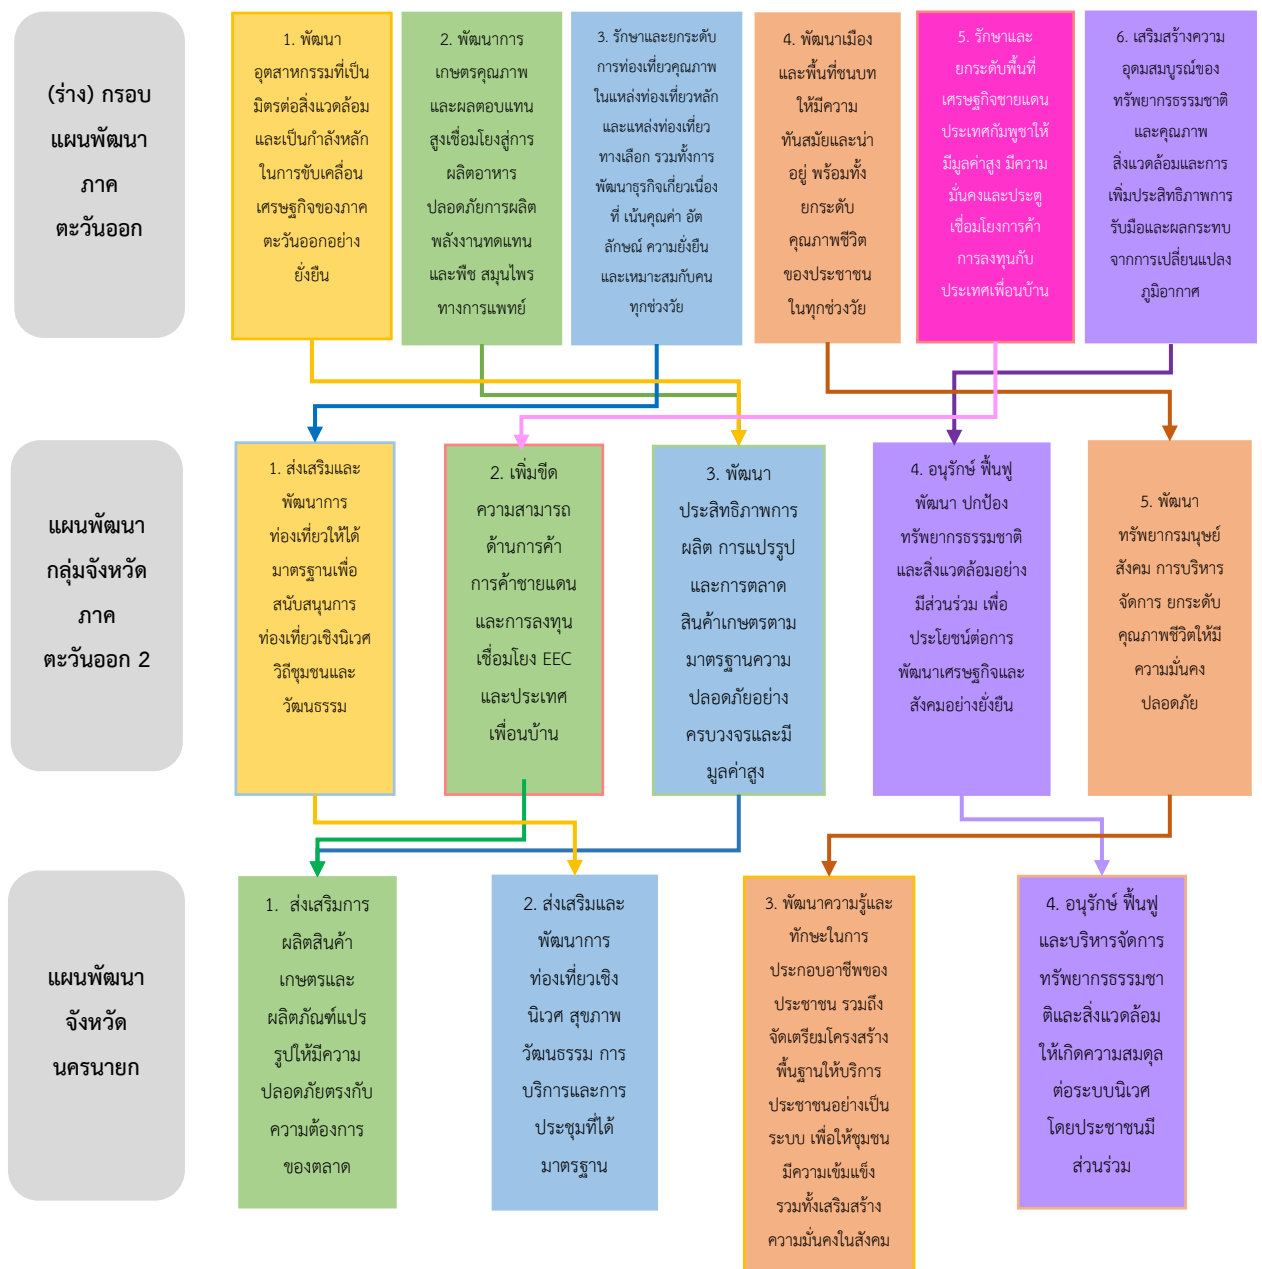 (ร่าง) กรอบ
แผนพัฒนา
ภาค
ตะวันออก
1. พัฒนา
อุตสาหกรรมที่เป็น
มิตรต่อสิ่งแวดล้อม
และเป็นกำลังหลัก
ในการขับเคลื่อน
เศรษฐกิจของภาค
ตะวันออกอย่าง
ยั่งยืน
2. พัฒนาการ
เกษตรคุณภาพ
และผลตอบแทน
สูงเชื่อมโยงสู่การ
ผลิตอาหาร
ปลอดภัยการผลิต
พลังงานทดแทน
และพืช สมุนไพร
ทางการแพทย์
3. รักษาและยกระดับ
การท่องเที่ยวคุณภาพ
ในแหล่งท่องเที่ยวหลัก
และแหล่งท่องเที่ยว
ทางเลือก รวมทั้งการ
พัฒนาธุรกิจเกี่ยวเนื่อง
ที่ เน้นคุณค่า อัต
ลักษณ์ ความยั่งยืน
และเหมาะสมกับคน
ทุกช่วงวัย
4. พัฒนาเมือง
และพื้นที่ชนบท
ให้มีความ
ทันสมัยและน่า
อยู่ พร้อมทั้ง
ยกระดับ
คุณภาพชีวิต
ของประชาชน
ในทุกช่วงวัย
5. รักษาและ
ยกระดับพื้นที่
เศรษฐกิจชายแดน
ประเทศกัมพูชาให้
มีมูลค่าสูง มีความ
มั่นคงและประตู
เชื่อมโยงการค้า
การลงทุนกับ
ประเทศเพื่อนบ้าน
6. เสริมสร้างความ
อุดมสมบูรณ์ของ
ทรัพยากรธรรมชาติ
และคุณภาพ
สิ่งแวดล้อมและการ
เพิ่มประสิทธิภาพการ
รับมือและผลกระทบ
จากการเปลี่ยนแปลง
ภูมิอากาศ
แผนพัฒนา
กลุ่มจังหวัด
ภาค
ตะวันออก 2
1. ส่งเสริมและ
พัฒนาการ
ท่องเที่ยวให้ได้
มาตรฐานเพื่อ
สนับสนุนการ
ท่องเที่ยวเชิงนิเวศ
วิถีชุมชนและ
วัฒนธรรม
2. เพิ่มขีด
ความสามารถ
ด้านการค้า
การค้าชายแดน
และการลงทุน
เชื่อมโยง EEC
และประเทศ
เพื่อนบ้าน
3. พัฒนา
ประสิทธิภาพการ
ผลิต การแปรรูป
และการตลาด
สินค้าเกษตรตาม
มาตรฐานความ
ปลอดภัยอย่าง
ครบวงจรและมี
มูลค่าสูง
4. อนุรักษ์ ฟื้นฟู
พัฒนา ปกป้อง
ทรัพยากรธรรมชาติ
และสิ่งแวดล้อมอย่าง
มีส่วนร่วม เพื่อ
ประโยชน์ต่อการ
พัฒนาเศรษฐกิจและ
สังคมอย่างยั่งยืน
5. พัฒนา
ทรัพยากรมนุษย์
สังคม การบริหาร
จัดการ ยกระดับ
คุณภาพชีวิตให้มี
ความมั่นคง
ปลอดภัย
แผนพัฒนา
จังหวัด
นครนายก
1. ส่งเสริมการ
ผลิตสินค้า
เกษตรและ
ผลิตภัณฑ์แปร
รูปให้มีความ
ปลอดภัยตรงกับ
ความต้องการ
ของตลาด
2. ส่งเสริมและ
พัฒนาการ
ท่องเที่ยวเชิง
นิเวศ สุขภาพ
วัฒนธรรม การ
บริการและการ
ประชุมที่ได้
มาตรฐาน
3. พัฒนาความรู้และ
ทักษะในการ
ประกอบอาชีพของ
ประชาชน รวมถึง
จัดเตรียมโครงสร้าง
พื้นฐานให้บริการ
ประชาชนอย่างเป็น
ระบบ เพื่อให้ชุมชน
มีความเข้มแข็ง
รวมทั้งเสริมสร้าง
ความมั่นคงในสังคม
4. อนุรักษ์ ฟื้นฟู
และบริหารจัดการ
ทรัพยากรธรรมชา
ติและสิ่งแวดล้อม
ให้เกิดความสมดุล
ต่อระบบนิเวศ
โดยประชาชนมี
ส่วนร่วม